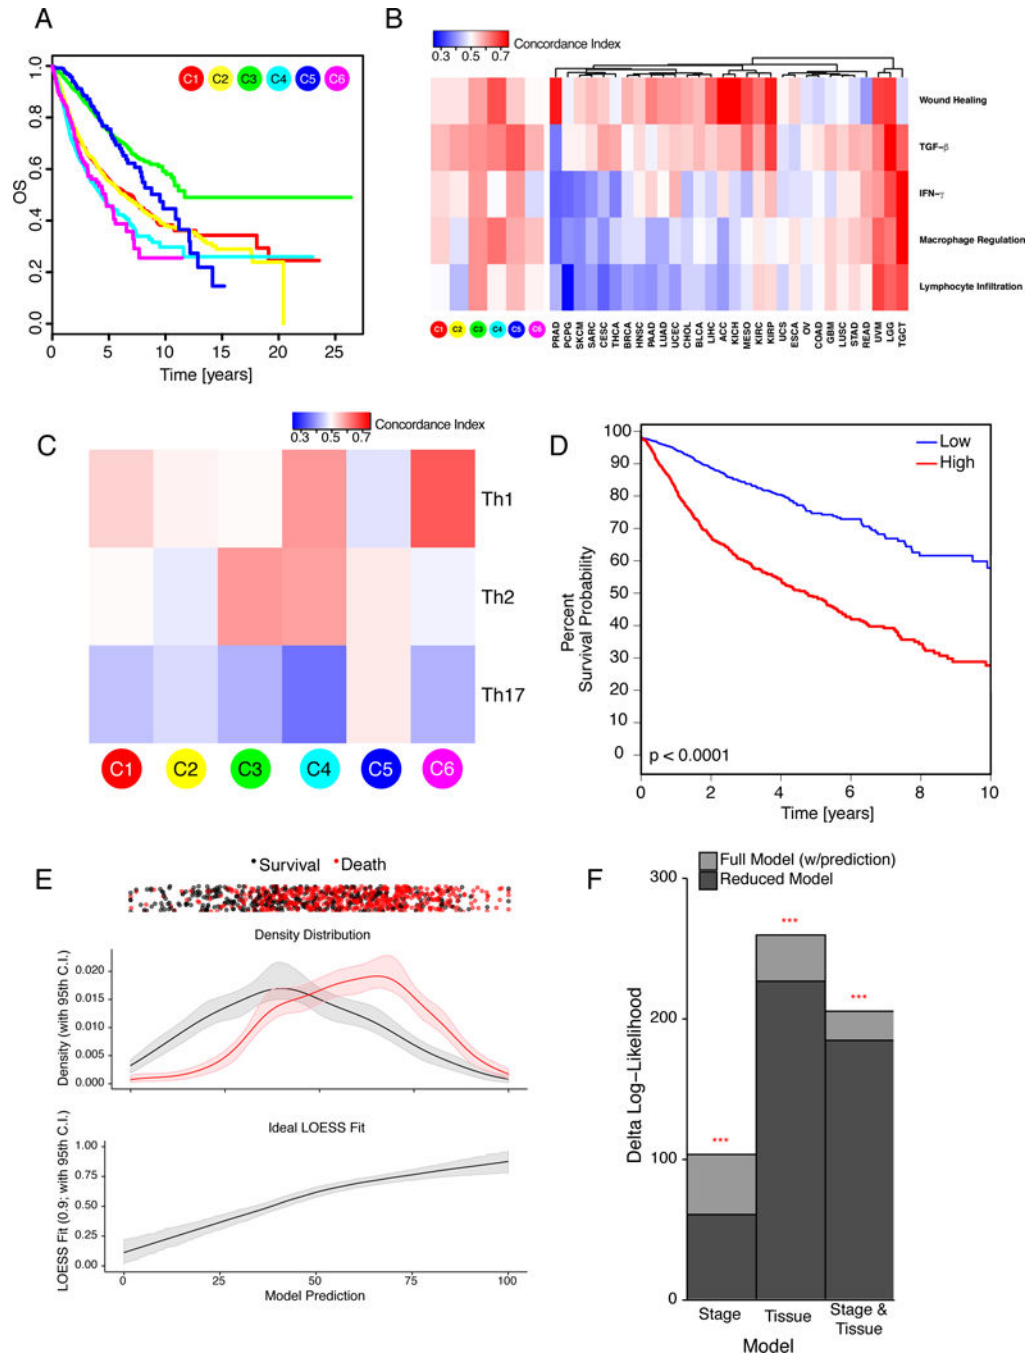 A
C1 C2 C3 C4 C5 C6
OS
1.0
0.8
0.6
0.4
0.2
0.0
0 5 10 15 20 25
Time [years]
B
Concordance Index
0.3 0.5 0.7
Wound Healing
TGF-β
IFN-γ
Macrophage Regulation
Lymphocyte Infiltration
C1 C2 C3 C4 C5 C6
PRAD PCPG SKCM SARC CESC THCA BRCA HNSC PAAD LUAD UCEC CHOL BLCA LIHC ACC KICH MESO KIRC KIRP UCS ESCA OV COAD GBM LUSC STAD READ UVM LGG TGCT
C
Concordance Index
0.3 0.5 0.7
Th1
Th2
Th17
C1 C2 C3 C4 C5 C6
D
Low
High
Percent
Survival Probability
100
90
80
70
60
50
40
30
20
10
0
p < 0.0001
0 2 4 6 8 10
Time [years]
E
Survival Death
Density Distribution
Density (with 95th C.I.)
0.020
0.015
0.010
0.005
0.000
Ideal LOESS Fit
LOESS Fit (0.9; with 95th C.I.)
1.00
0.75
0.50
0.25
0.00
0 25 50 75 100
Model Prediction
F
Full Model (w/prediction)
Reduced Model
Delta Log-Likelihood
300
200
100
0
***
***
***
Stage Tissue Stage &
Tissue
Model